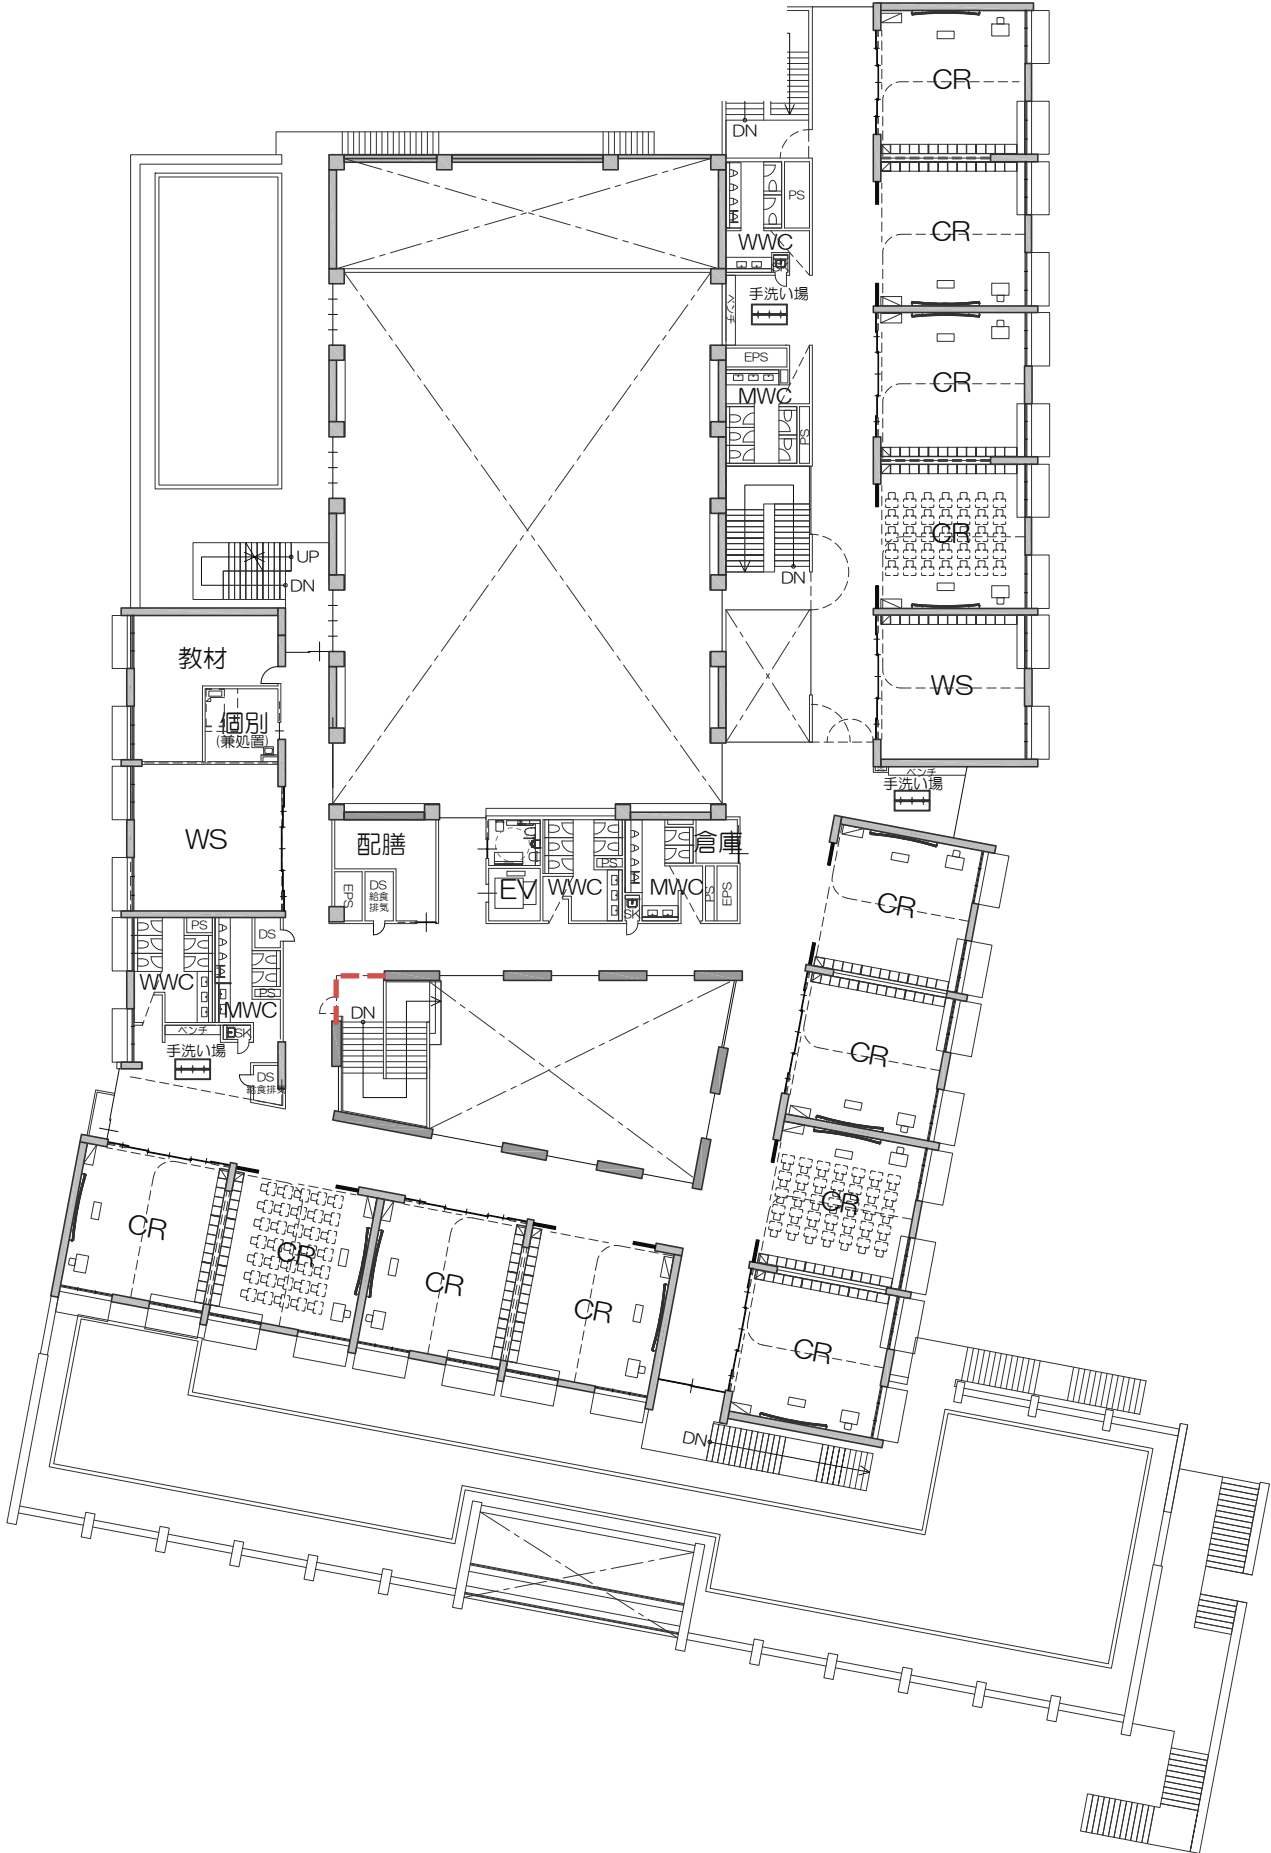 CR
DN
PS
WWC
SK
CR
手洗い場
ベンチ
EPS
MWC
PS
CR
CR
DN
UP
DN
教材
個別
(兼処置)
WS
WS
ベンチ
手洗い場
配膳
EPS
DS
給食
排気
EV
WWC
PS
SK
MWC
倉庫
PS
EPS
CR
PS
DS
WWC
MWC
PS
SK
ベンチ
手洗い場
DS
給食排気
DN
CR
CR
CR
CR
CR
CR
CR
DN